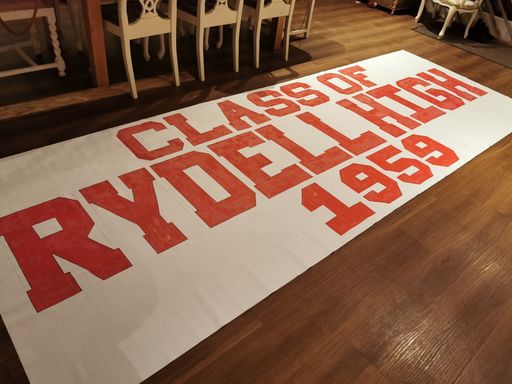 CLASS OF
RYDELL HIGH
1959